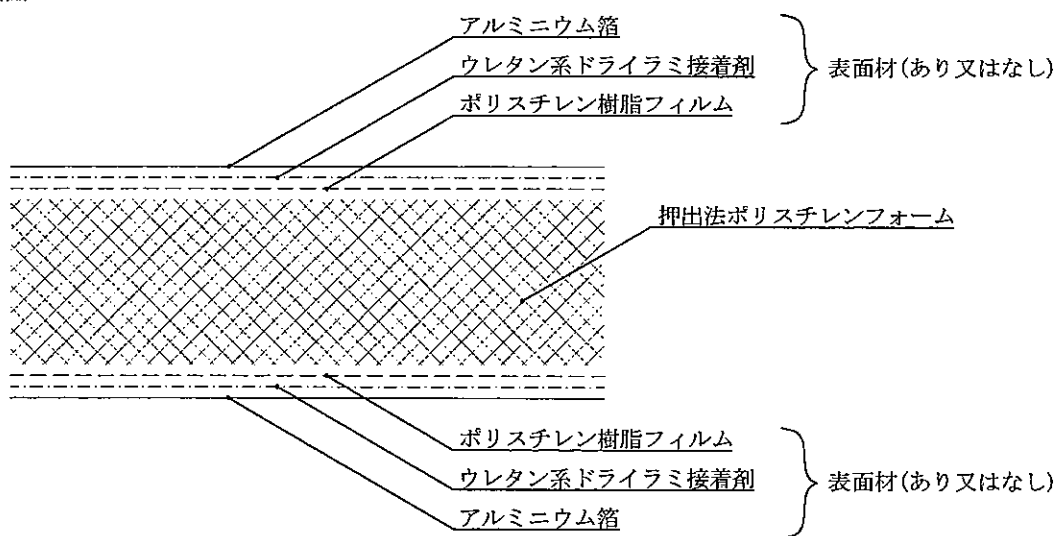 アルミニウム箔
ウレタン系ドライラミ接着剤
ポリスチレン樹脂フィルム
表面材(あり又はなし)
押出法ポリスチレンフォーム
ポリスチレン樹脂フィルム
ウレタン系ドライラミ接着剤
アルミニウム箔
表面材(あり又はなし)